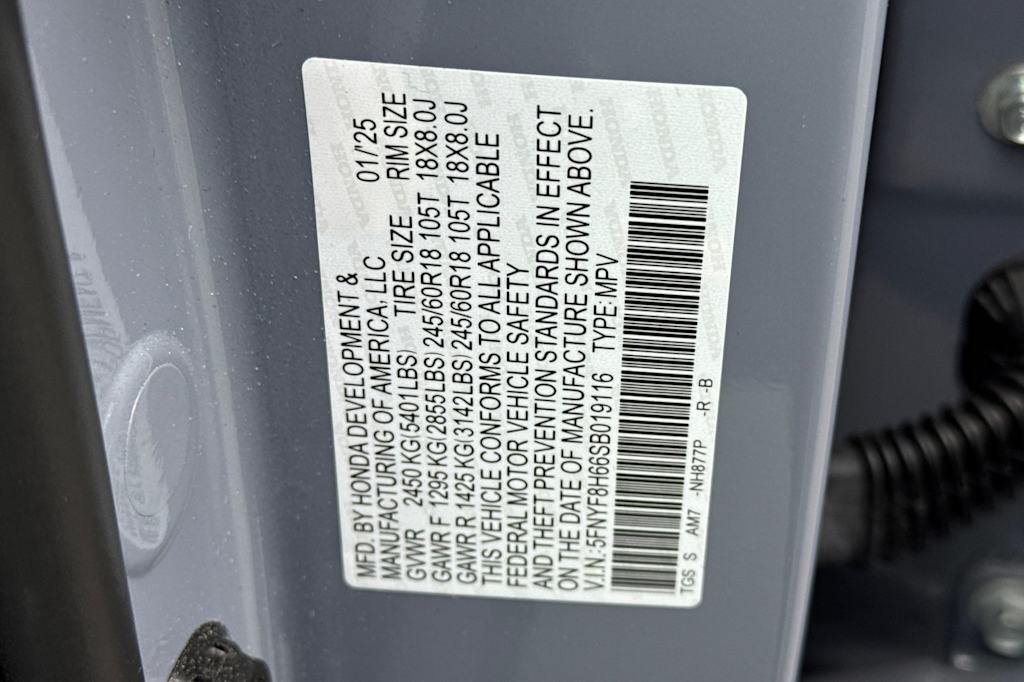 MFD. BY HONDA DEVELOPMENT &
MANUFACTURING OF AMERICA, LLC 01/'25
GVWR 2450 KG(5401LBS) TIRE SIZE RIM SIZE
GAWR F 1295 KG(2855LBS) 245/60R18 105T 18X8.0J
GAWR R 1425 KG(3142LBS) 245/60R18 105T 18X8.0J
THIS VEHICLE CONFORMS TO ALL APPLICABLE
FEDERAL MOTOR VEHICLE SAFETY
AND THEFT PREVENTION STANDARDS IN EFFECT
ON THE DATE OF MANUFACTURE SHOWN ABOVE.
V.I.N.:5FNYF8H66SB019116 TYPE:MPV
TGS S AM7 -NH877P -R -B